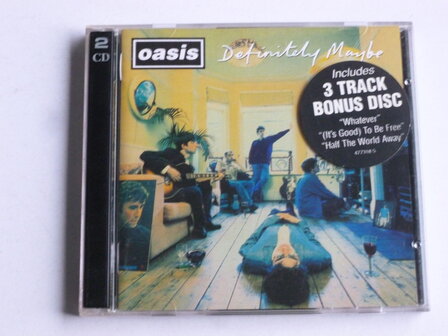 2
CD
oasis
Definitely Maybe
Includes
3 TRACK
BONUS DISC
"Whatever"
"(It's Good) To Be Free"
"Half The World Away"